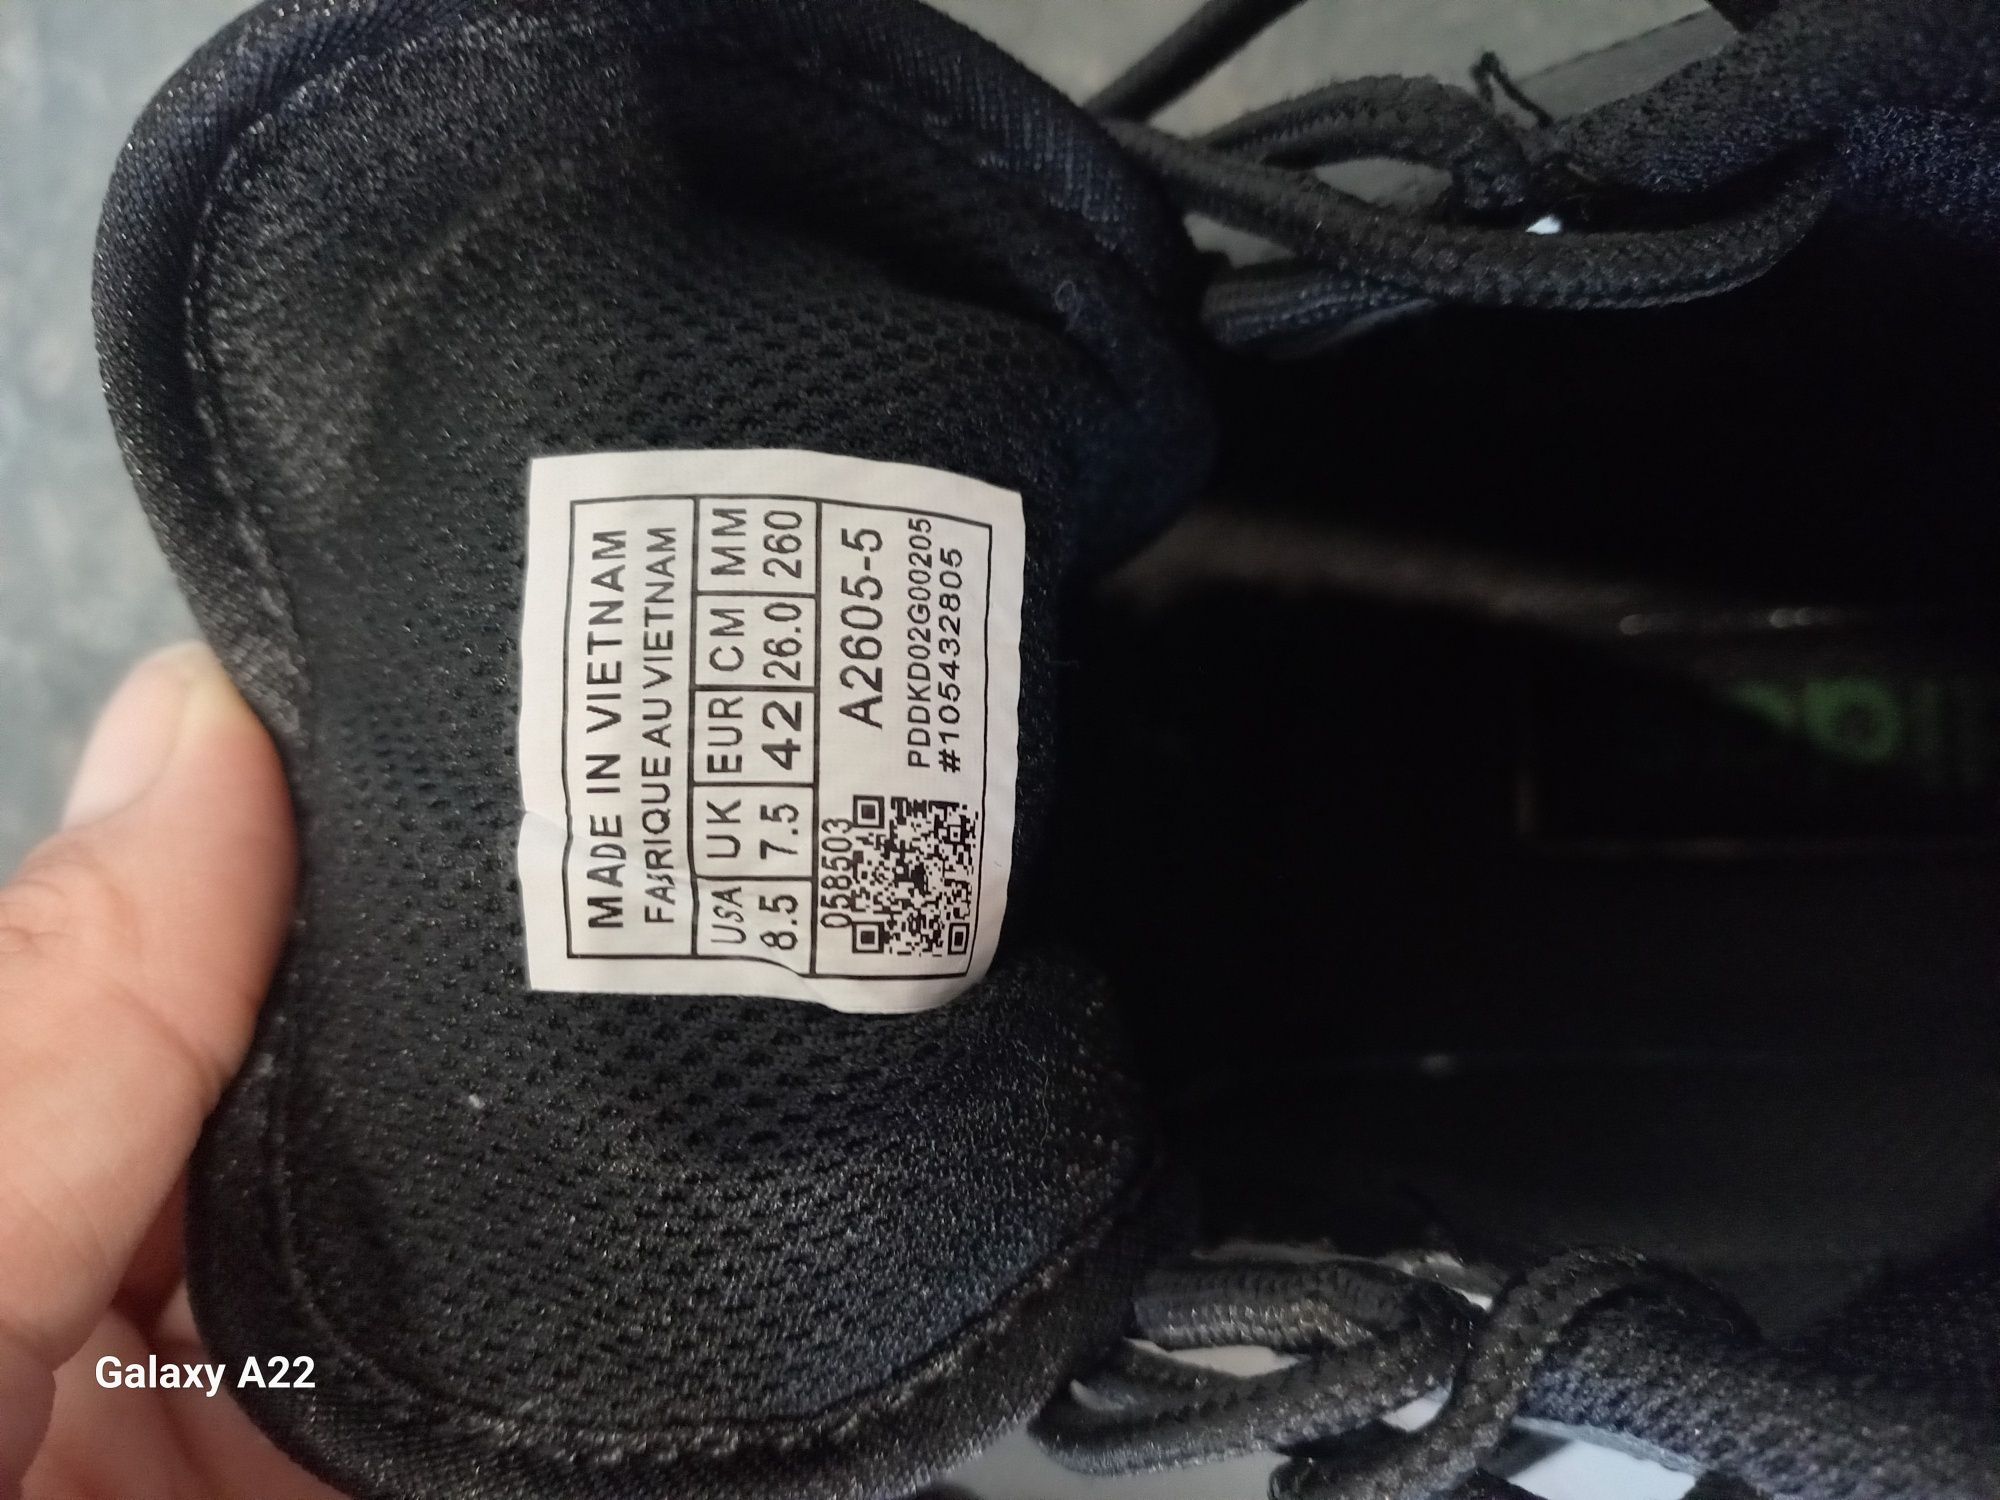 MADE IN VIETNAM
FABRIQUE AU VIETNAM
USA UK EUR CM MM
8.5 7.5 42 26.0 260
058503
A2605-5
PDDKD02G00205
#1054432805
Galaxy A22